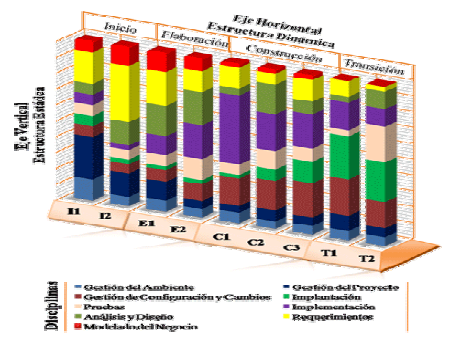 Eje Horizontal
Estructura Dinámica
Inicio
Elaboración
Construcción
Transición
Eje Vertical
Estructura Estática
I1 I2 E1 E2 C1 C2 C3 T1 T2
Disciplinas
Gestión del Ambiente
Gestión del Proyecto
Gestión de Configuración y Cambios
Implantación
Pruebas
Implementación
Análisis y Diseño
Requerimientos
Modelado del Negocio